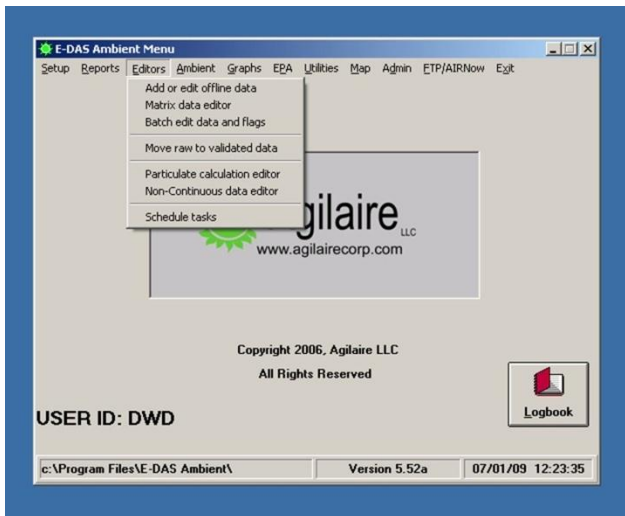 E-DAS Ambient Menu
Setup Reports Editors Ambient Graphs EPA Utilities Map Admin FTP/AIRNow Exit
Add or edit offline data
Matrix data editor
Batch edit data and flags
Move raw to validated data
Particulate calculation editor
Non-Continuous data editor
Schedule tasks
gilaire LLC
www.agilairecorp.com
Copyright 2006, Agilaire LLC
All Rights Reserved
Logbook
USER ID: DWD
c:\Program Files\E-DAS Ambient\ Version 5.52a 07/01/09 12:23:35